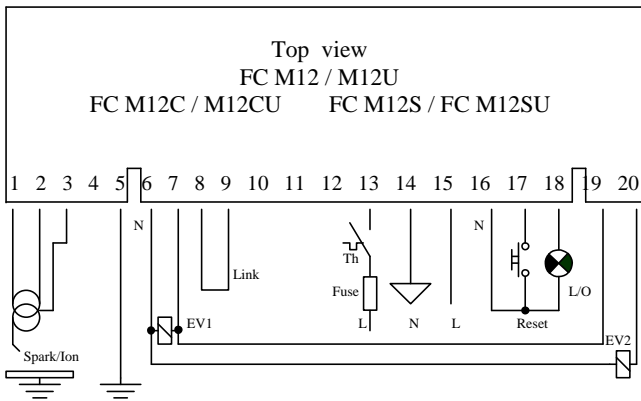 Top view
FC M12 / M12U
FC M12C / M12CU FC M12S / FC M12SU
1 2 3 4 5 6 7 8 9 10 11 12 13 14 16 17 18 19 20
N N
Th
Link
Fuse L/O
L N L Reset
EV1
EV2
Spark/Ion